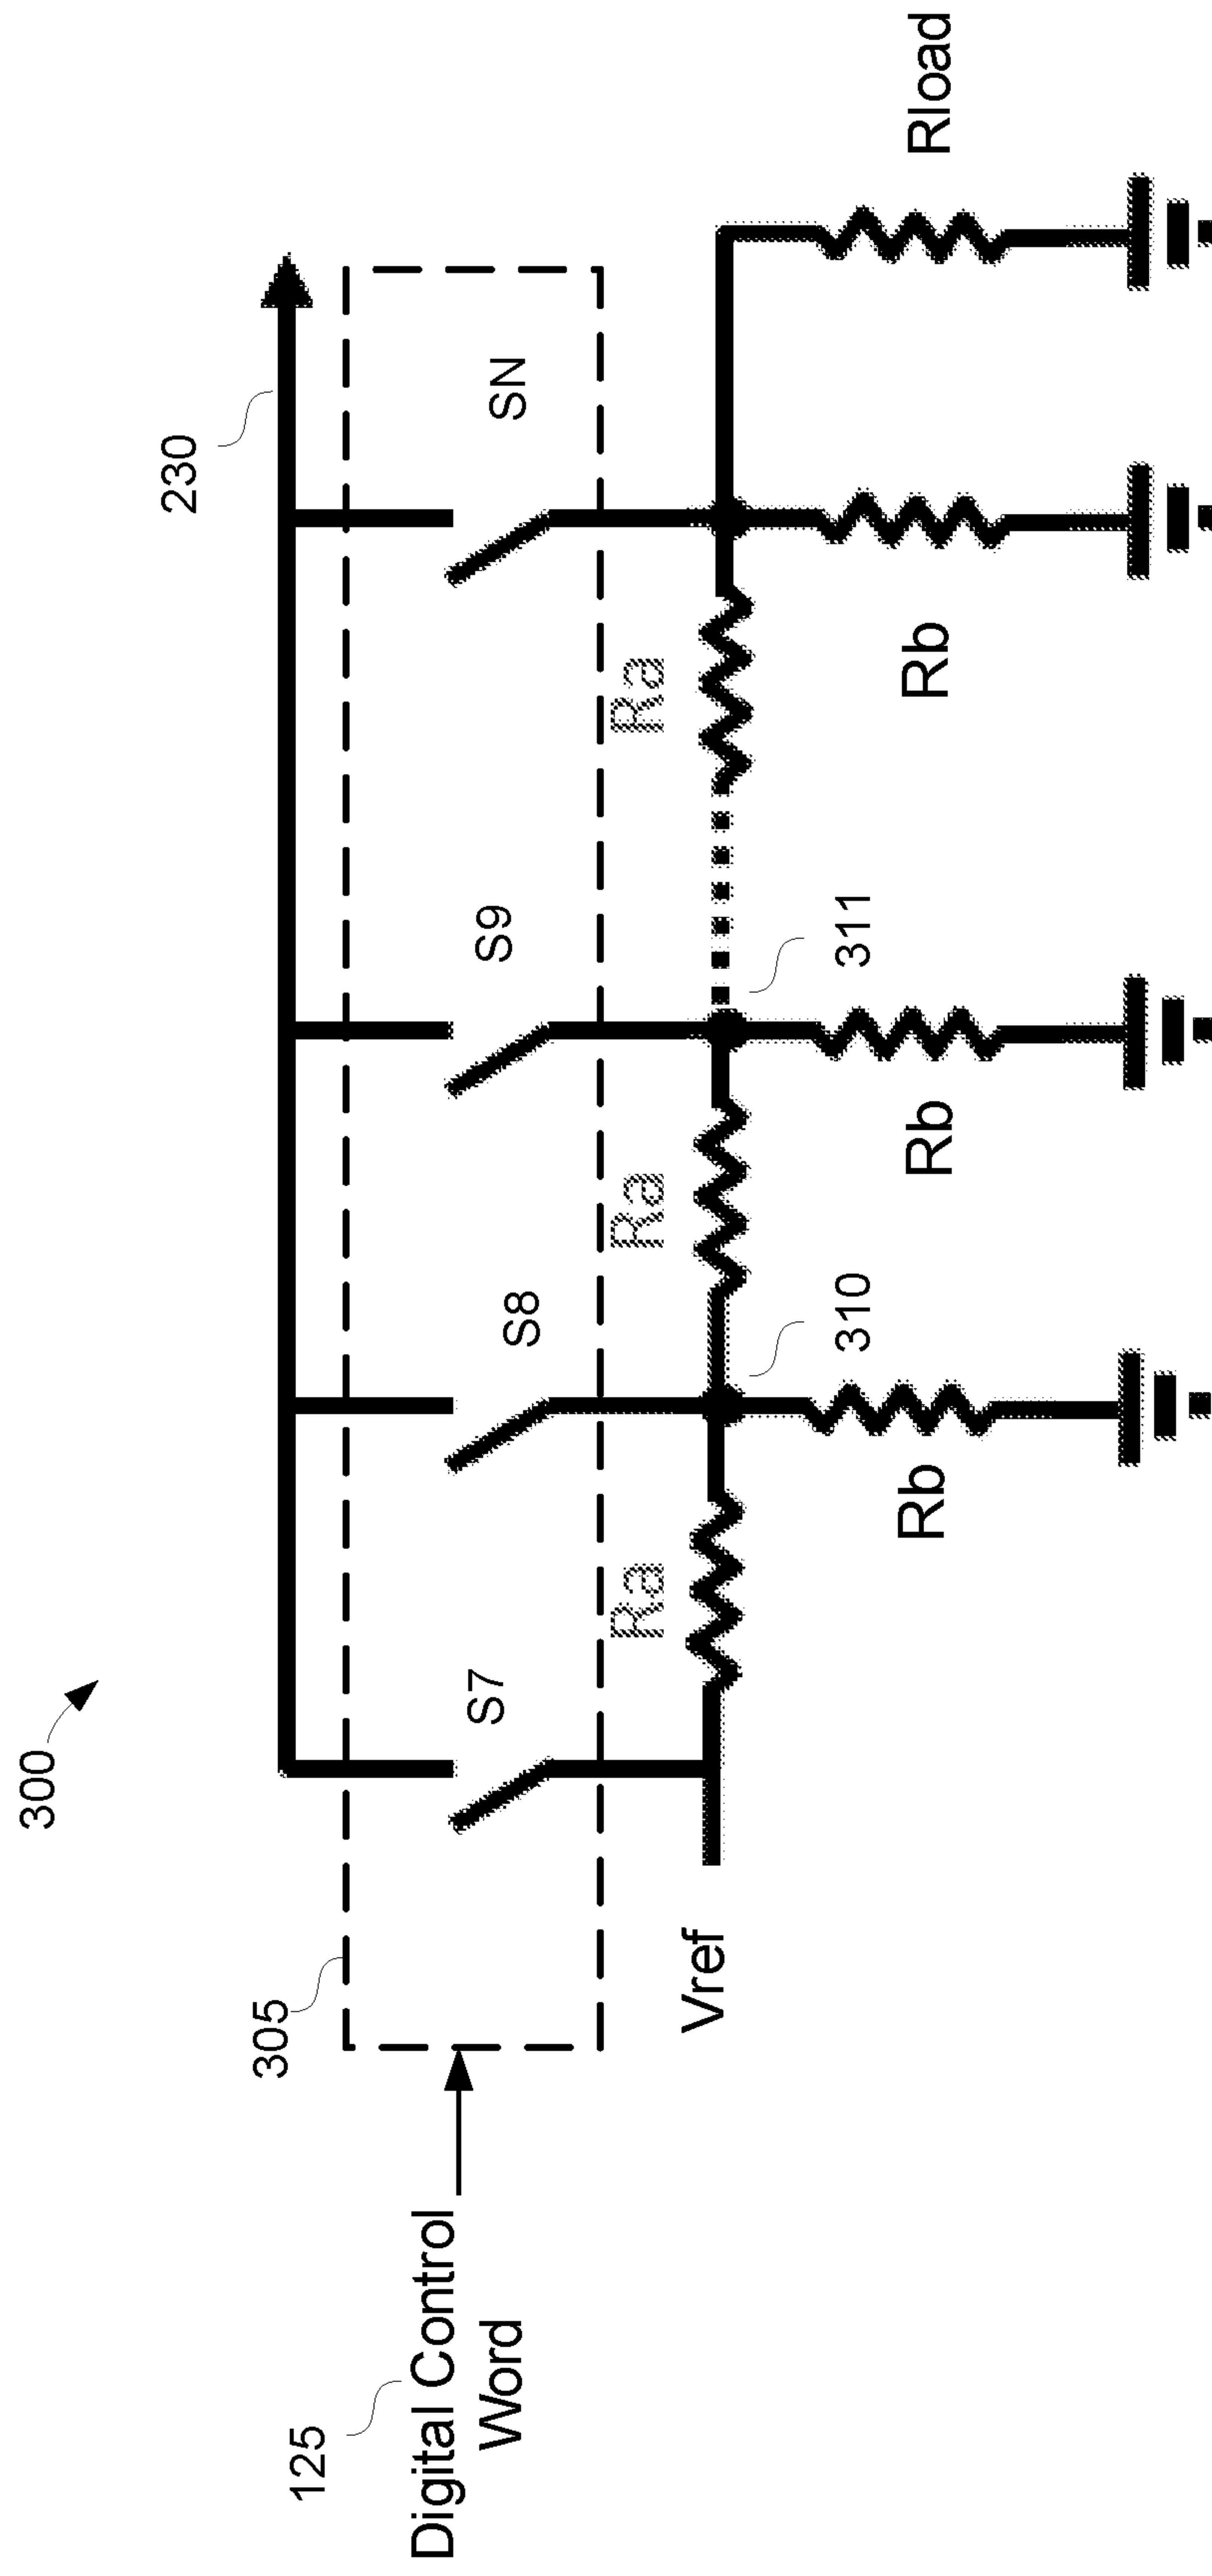 300
230
305
S7
S8
S9
SN
125
Digital Control
Word
Ra
Ra
Ra
Vref
310
311
Rb
Rb
Rb
Rload